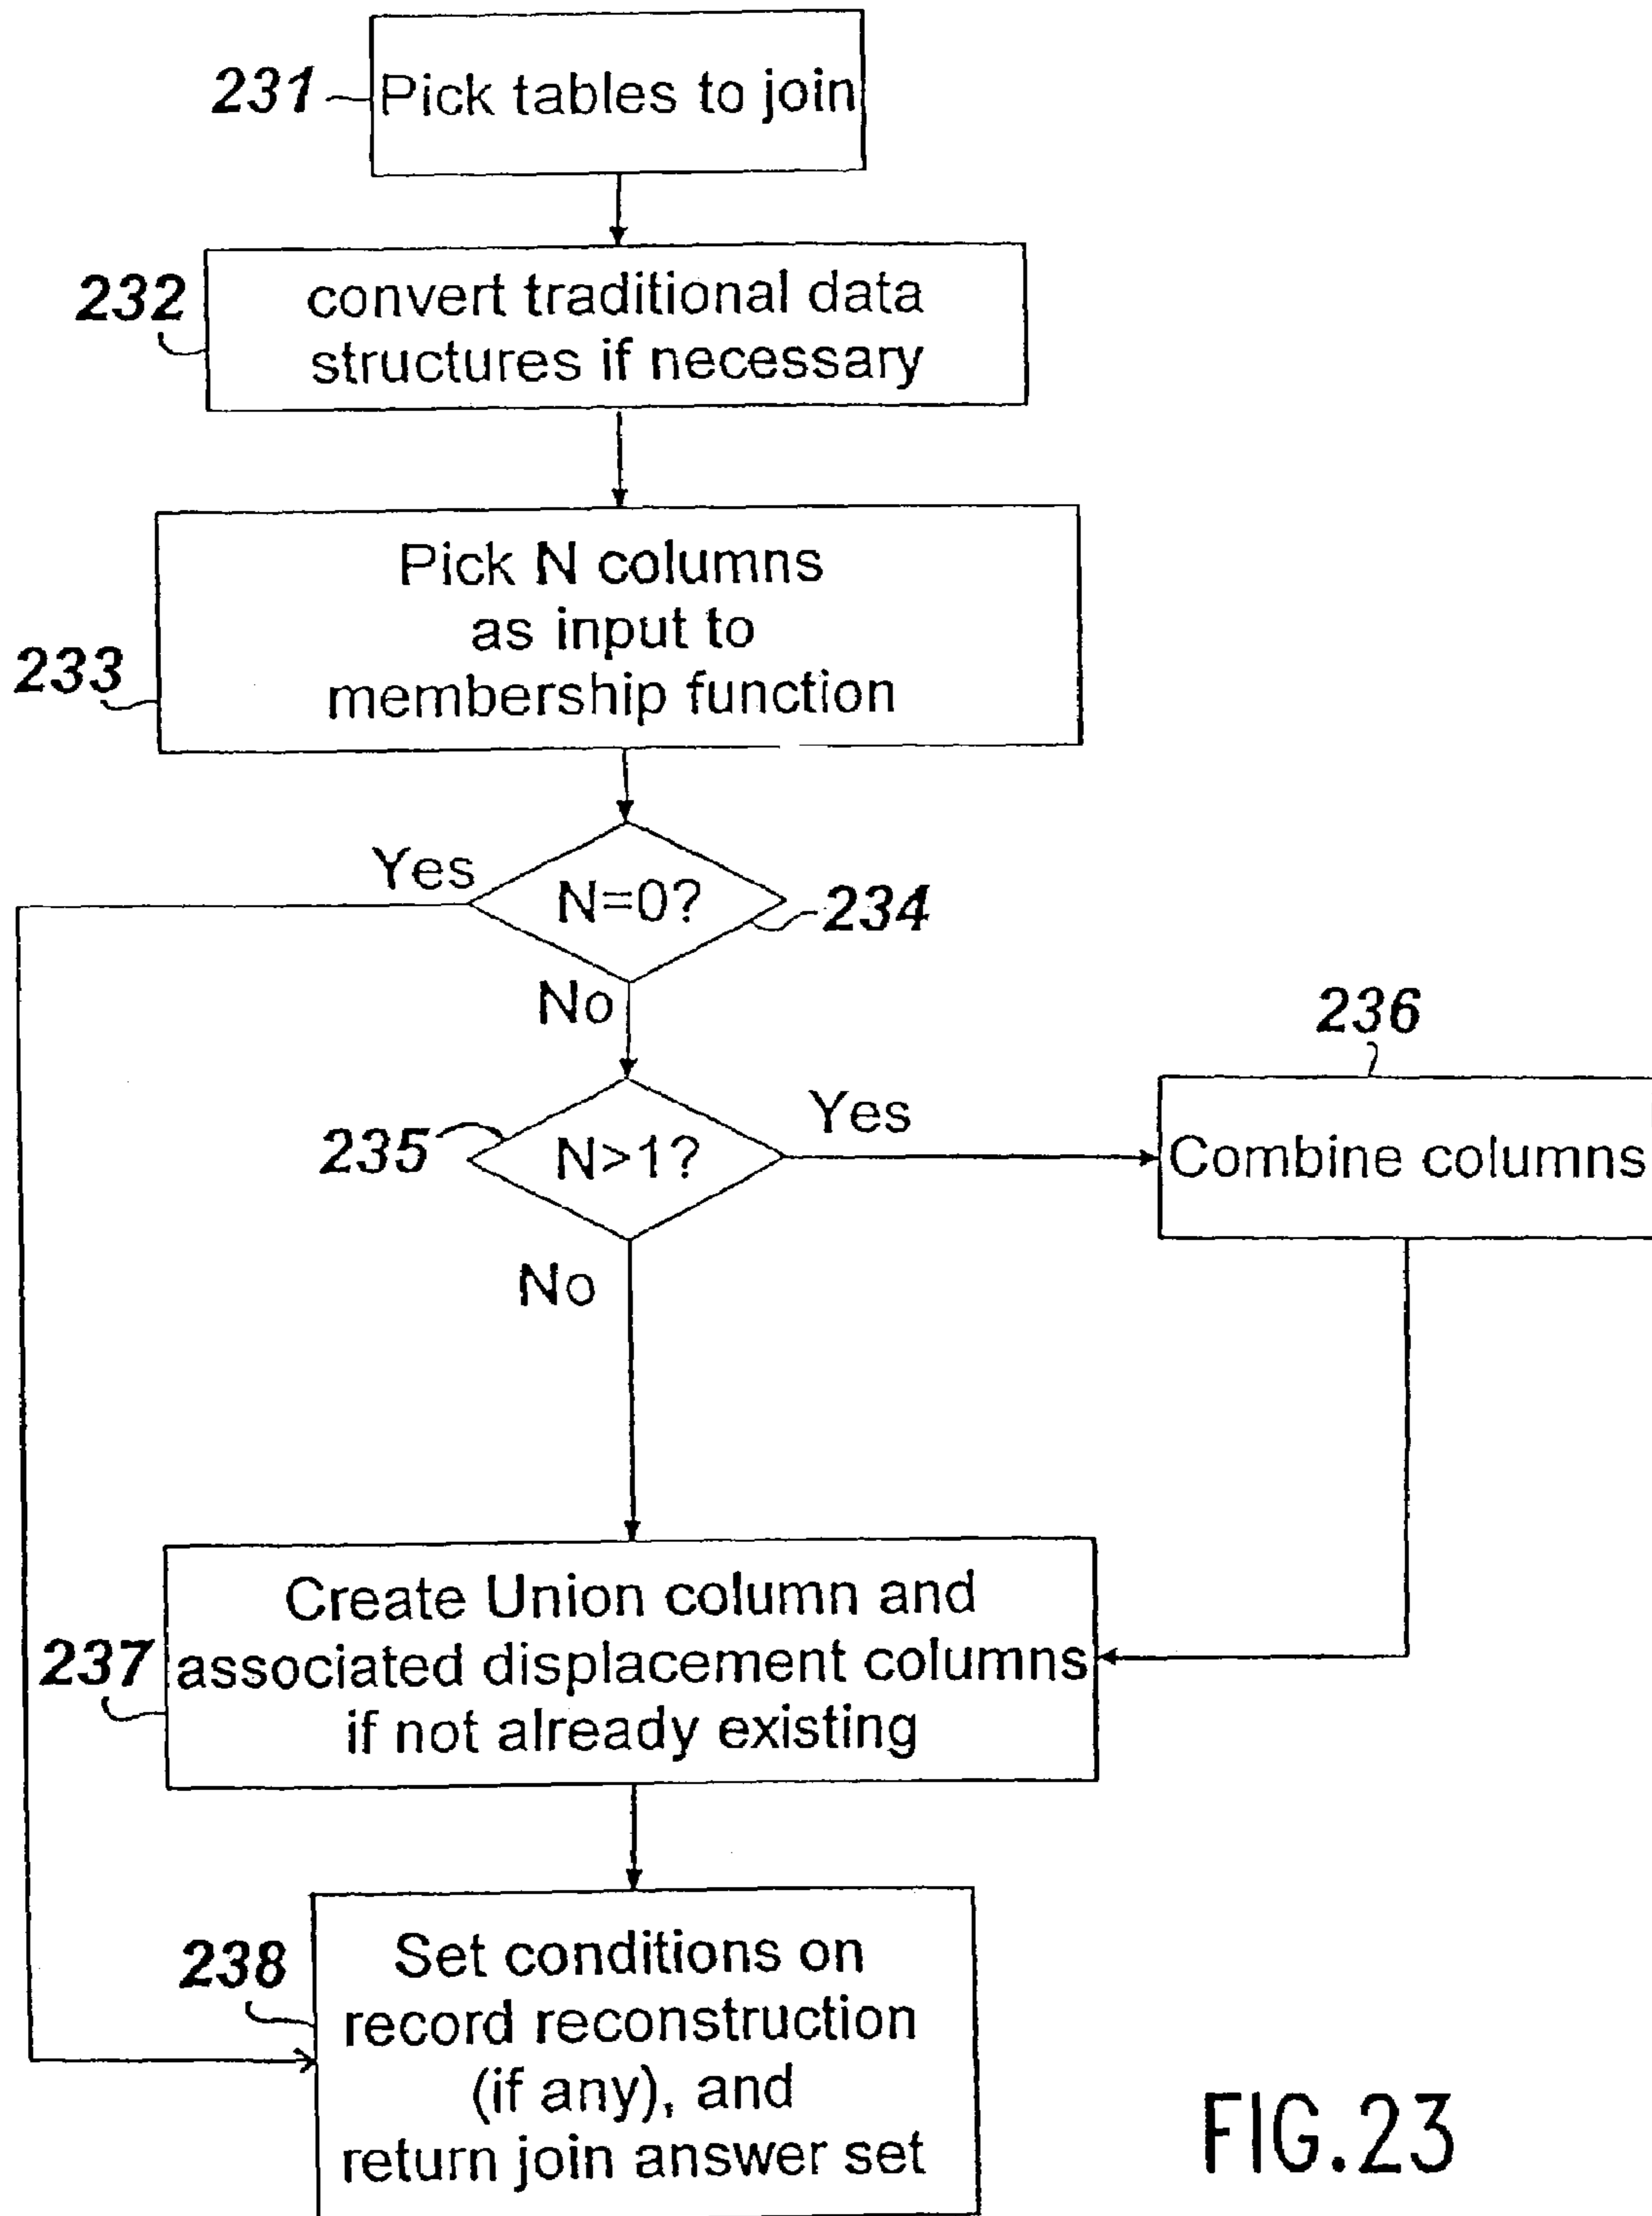 231
Pick tables to join
232
convert traditional data
structures if necessary
233
Pick N columns
as input to
membership function
Yes
N=0?
234
No
236
235
N>1?
Yes
Combine columns
No
237
Create Union column and
associated displacement columns
if not already existing
238
Set conditions on
record reconstruction
(if any), and
return join answer set
FIG.23